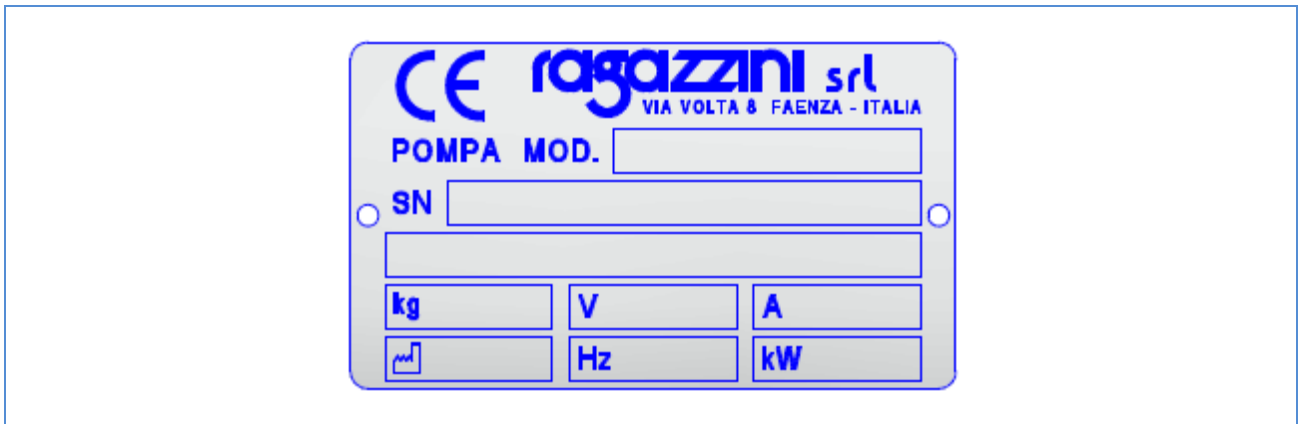 CE ragazzini srl
VIA VOLTA 8 FAENZA - ITALIA
POMPA MOD.
SN
kg V A
Hz kW